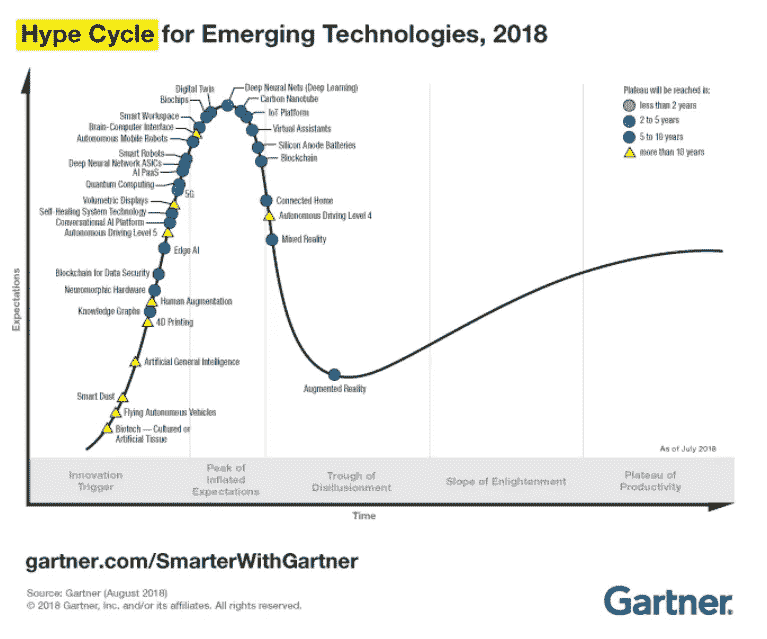 Hype Cycle for Emerging Technologies, 2018
Expectations
Digital Twin
Biochips
Smart Workspace
Brain-Computer Interface
Autonomous Mobile Robots
Smart Robots
Deep Neural Network ASICs
AI PaaS
Quantum Computing
5G
Volumetric Displays
Self-Healing System Technology
Conversational AI Platform
Autonomous Driving Level 5
Edge AI
Blockchain for Data Security
Neuromorphic Hardware
Human Augmentation
Knowledge Graphs
4D Printing
Artificial General Intelligence
Smart Dust
Flying Autonomous Vehicles
Biotech — Cultured or
Artificial Tissue
Deep Neural Nets (Deep Learning)
Carbon Nanotube
IoT Platform
Virtual Assistants
Silicon Anode Batteries
Blockchain
Connected Home
Autonomous Driving Level 4
Mixed Reality
Augmented Reality
Plateau will be reached in:
less than 2 years
2 to 5 years
5 to 10 years
more than 10 years
As of July 2018
Innovation
Trigger
Peak of
Inflated
Expectations
Trough of
Disillusionment
Slope of Enlightenment
Plateau of
Productivity
Time
gartner.com/SmarterWithGartner
Source: Gartner (August 2018)
© 2018 Gartner, Inc. and/or its affiliates. All rights reserved.
Gartner.